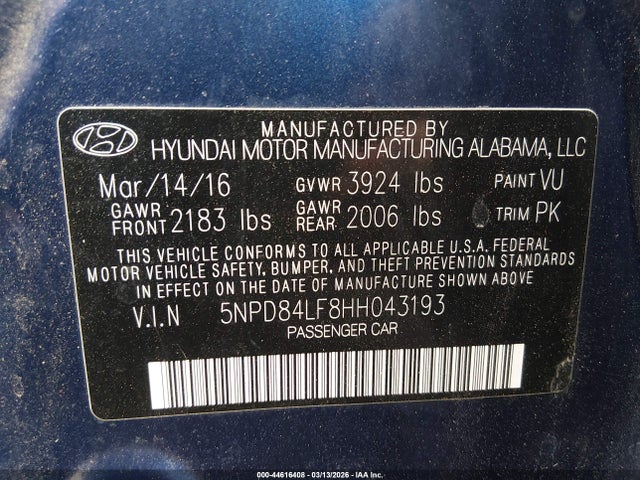 MANUFACTURED BY
HYUNDAI MOTOR MANUFACTURING ALABAMA, LLC
Mar/14/16 GVWR 3924 lbs PAINT VU
GAWR FRONT 2183 lbs GAWR REAR 2006 lbs TRIM PK
THIS VEHICLE CONFORMS TO ALL APPLICABLE U.S.A. FEDERAL
MOTOR VEHICLE SAFETY, BUMPER, AND THEFT PREVENTION STANDARDS
IN EFFECT ON THE DATE OF MANUFACTURE SHOWN ABOVE
V.I.N 5NPD84LF8HH043193
PASSENGER CAR
000-44616408 - 03/13/2026 - IAA Inc.